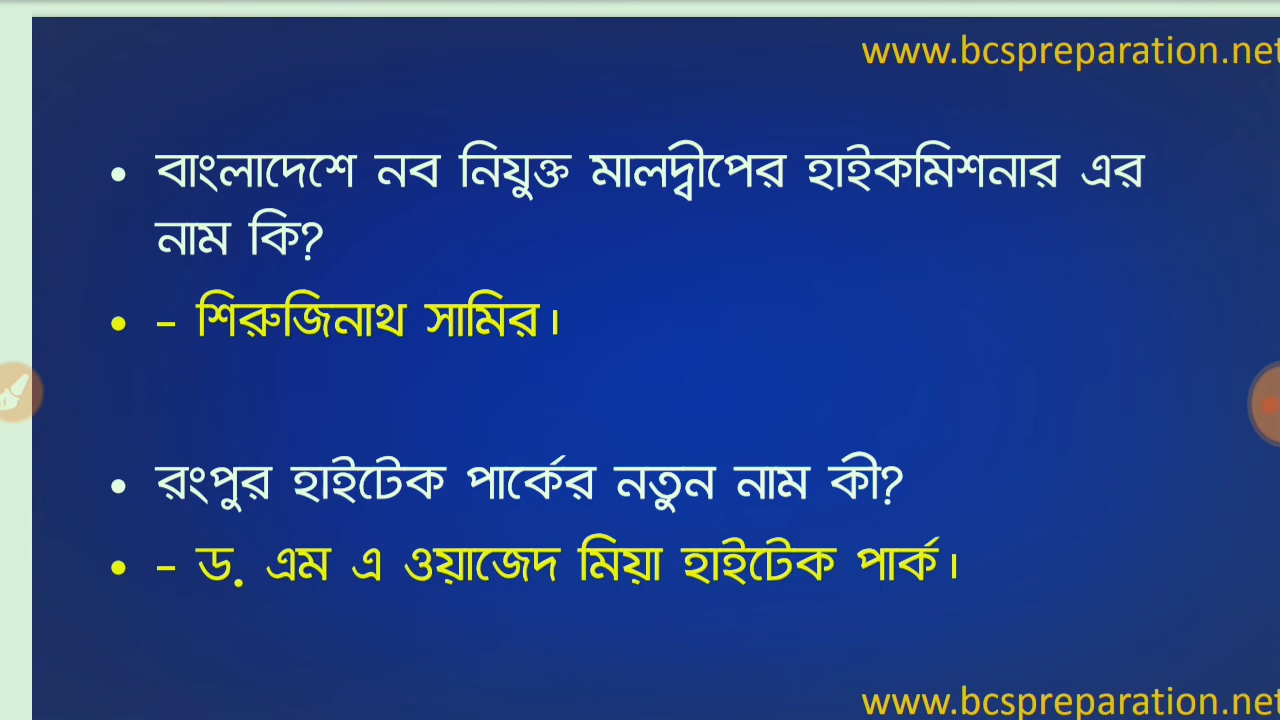 www.bcspreparation.net
• বাংলাদেশে নব নিযুক্ত মালদ্বীপের হাইকমিশনার এর
নাম কি?
• – শিরুজিনাথ সামির।
• রংপুর হাইটেক পার্কের নতুন নাম কী?
• – ড. এম এ ওয়াজেদ মিয়া হাইটেক পার্ক।
www.bcspreparation.net